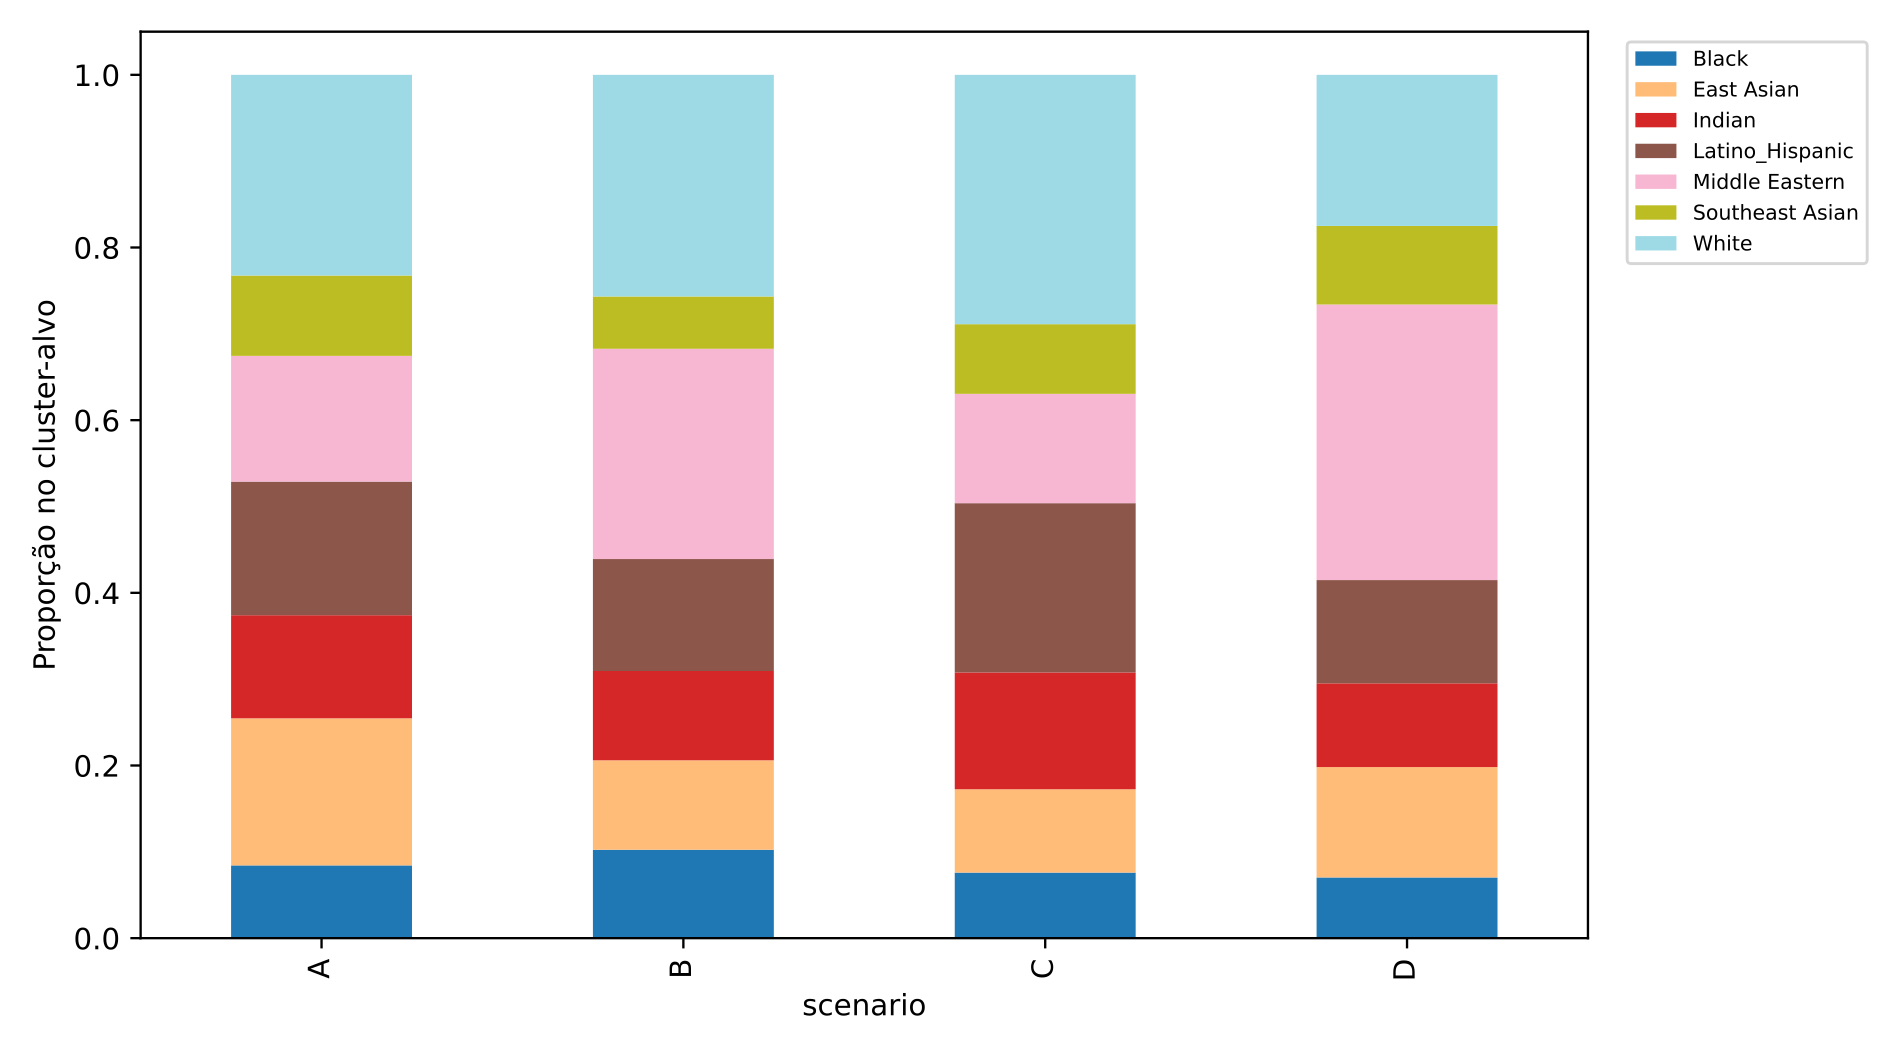 1.0
0.8
0.6
0.4
0.2
0.0
Proporção no cluster-alvo
A
B
C
D
scenario
Black
East Asian
Indian
Latino_Hispanic
Middle Eastern
Southeast Asian
White